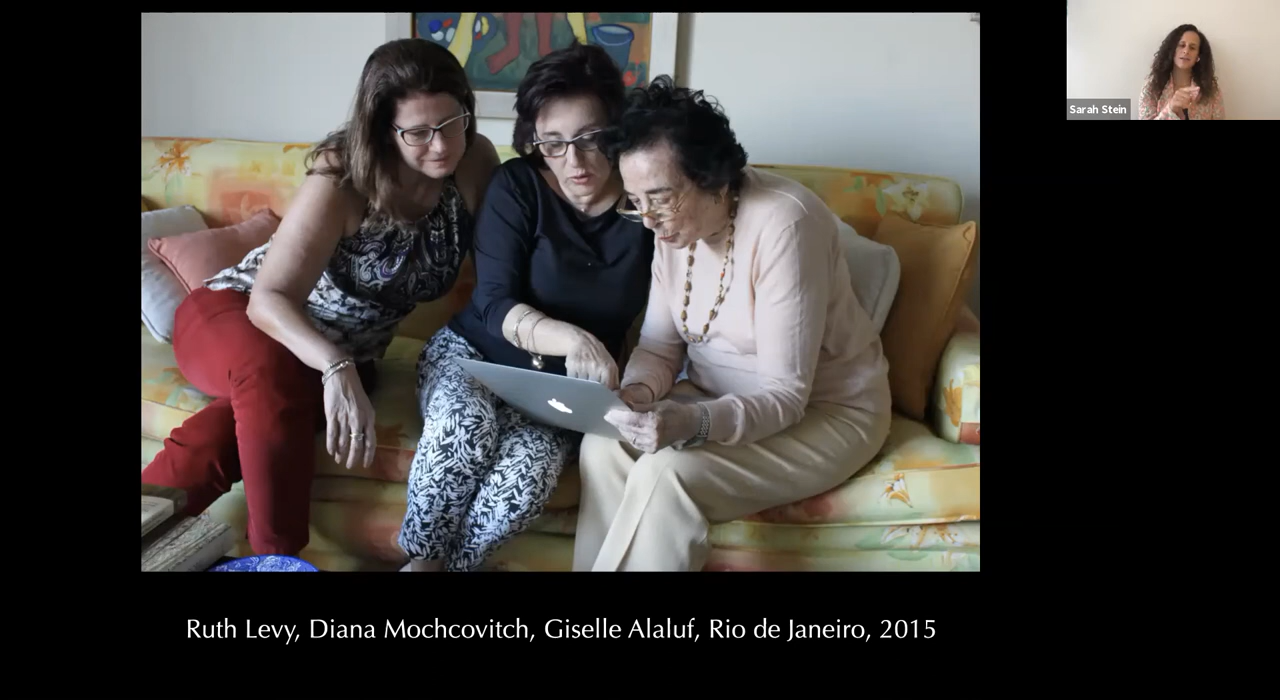 Sarah Stein
Ruth Levy, Diana Mochcovitch, Giselle Alaluf, Rio de Janeiro, 2015